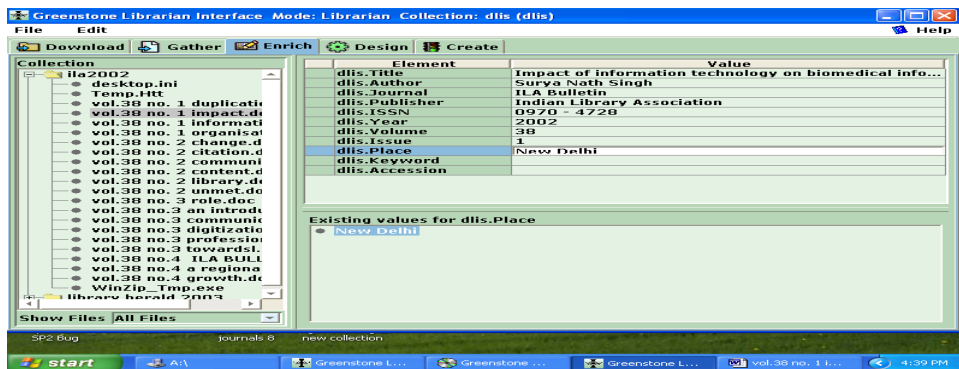 Greenstone Librarian Interface Mode: Librarian Collection: dlis (dlis)
File Edit Help
Download Gather Enrich Design Create
Collection
ila2002
desktop.ini
Temp.Htt
vol.38 no. 1 duplicati
vol.38 no. 1 impact.d
vol.38 no. 1 informati
vol.38 no. 1 organisat
vol.38 no. 2 change.d
vol.38 no. 2 citation.d
vol.38 no. 2 communi
vol.38 no. 2 content.d
vol.38 no. 2 library.d
vol.38 no. 2 unmet.do
vol.38 no. 3 role.doc
vol.38 no.3 an introdu
vol.38 no.3 communic
vol.38 no.3 digitizatio
vol.38 no.3 profession
vol.38 no.3 towardsl.
vol.38 no.4 ILA BULL
vol.38 no.4 a regiona
vol.38 no.4 growth.do
WinZip_Tmp.exe
library herald 2003
Show Files All Files
Element Value
dlis.Title Impact of information technology on biomedical info...
dlis.Author Surya Nath Singh
dlis.Journal ILA Bulletin
dlis.Publisher Indian Library Association
dlis.ISSN 0970 - 4728
dlis.Year 2002
dlis.Volume 38
dlis.Issue 1
dlis.Place New Delhi
dlis.Keyword
dlis.Accession
Existing values for dlis.Place
New Delhi
SP2 Bug journals 8 new collection
start A:\ Greenstone L... Greenstone ... Greenstone L... vol.38 no. 1 i... 4:39 PM